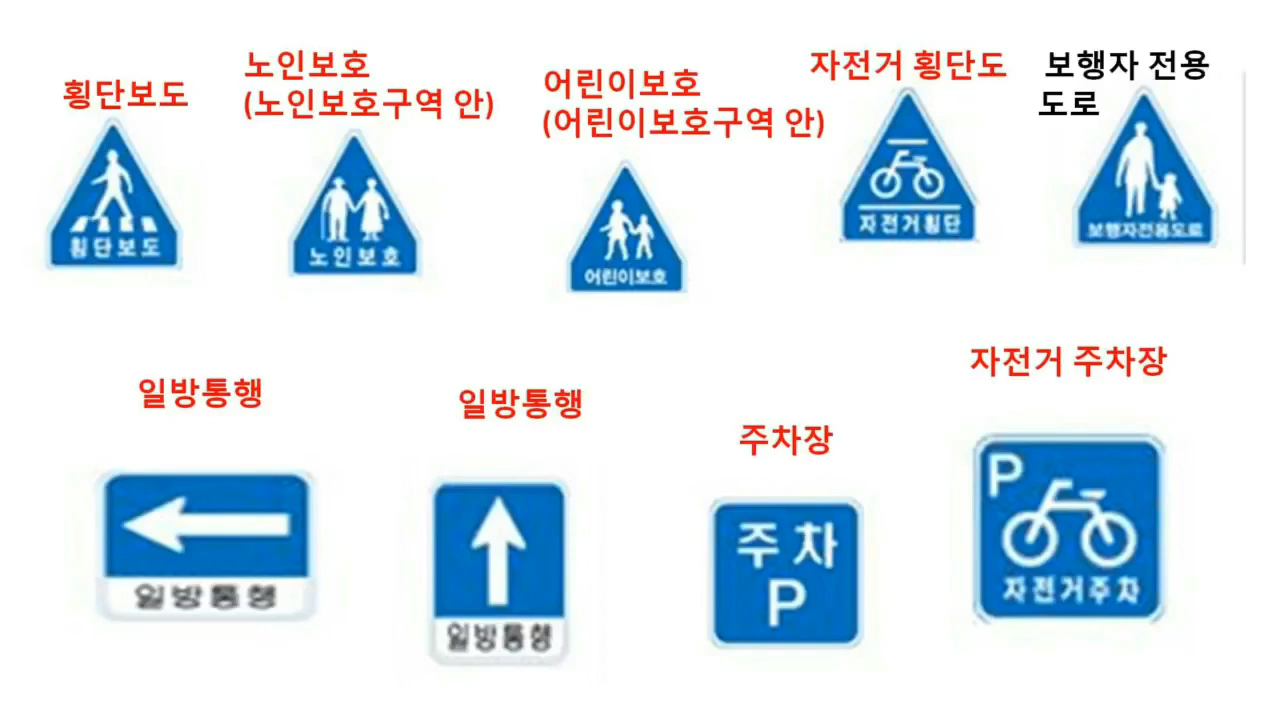 횡단보도
노인보호
(노인보호구역 안)
어린이보호
(어린이보호구역 안)
자전거 횡단도
보행자 전용
도로
횡단보도
노인보호
어린이보호
자전거횡단
보행자전용도로
일방통행
일방통행
주차장
자전거 주차장
일방통행
일방통행
주차
P
P
자전거주차